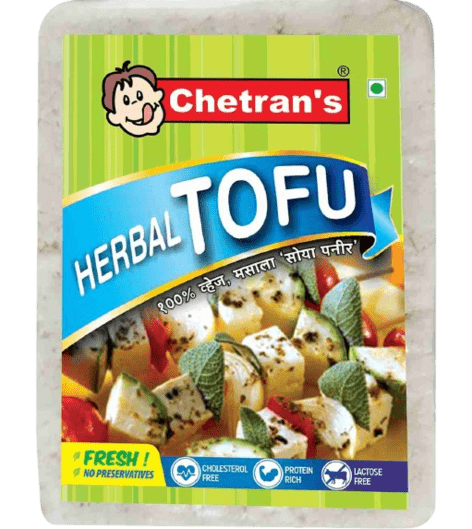 ®
Chetran's
HERBAL TOFU
१००% व्हेज, मसाला 'सोया पनीर'
FRESH !
NO PRESERVATIVES
CHOLESTEROL
FREE
PROTEIN
RICH
LACTOSE
FREE